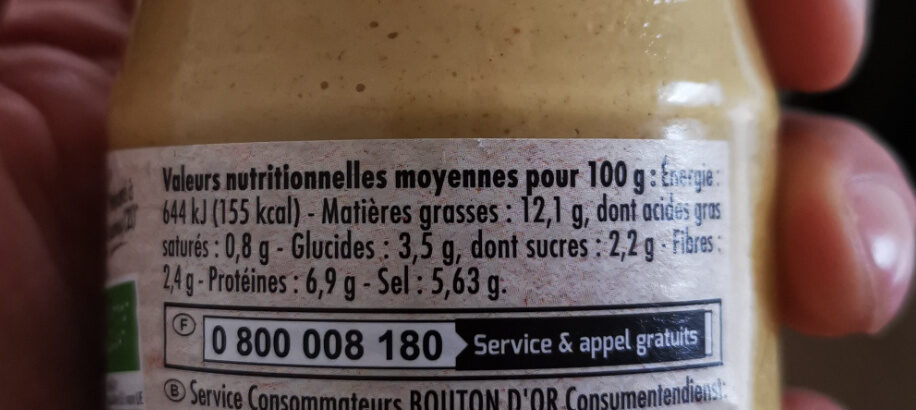 Valeurs nutritionnelles moyennes pour 100 g : Énergie :
644 kJ (155 kcal) - Matières grasses : 12,1 g, dont acides gras
saturés : 0,8 g - Glucides : 3,5 g, dont sucres : 2,2 g - Fibres :
2,4 g - Protéines : 6,9 g - Sel : 5,63 g.
F 0 800 008 180 Service & appel gratuits
B Service Consommateurs BOUTON D'OR Consumentendienst: